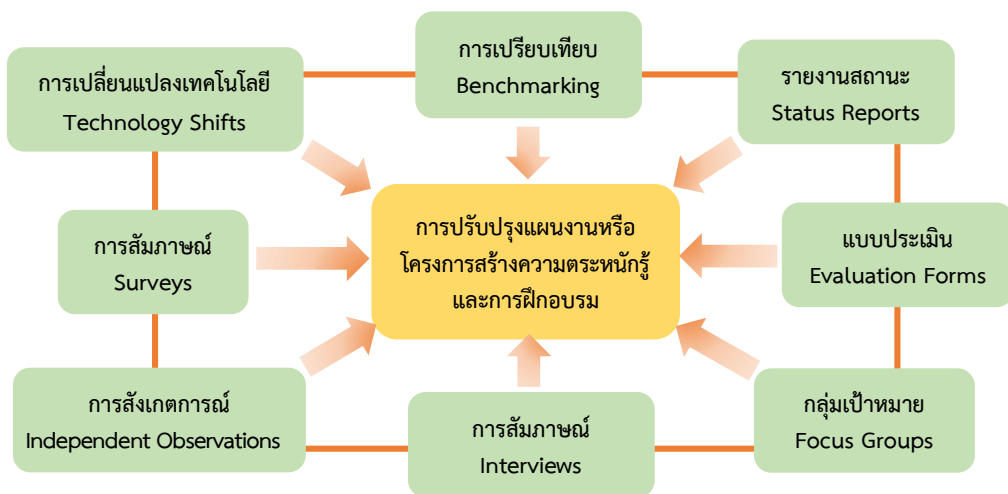 การเปรียบเทียบ
Benchmarking
การเปลี่ยนแปลงเทคโนโลยี
Technology Shifts
รายงานสถานะ
Status Reports
การสัมภาษณ์
Surveys
การปรับปรุงแผนงานหรือ
โครงการสร้างความตระหนักรู้
และการฝึกอบรม
แบบประเมิน
Evaluation Forms
การสังเกตการณ์
Independent Observations
การสัมภาษณ์
Interviews
กลุ่มเป้าหมาย
Focus Groups